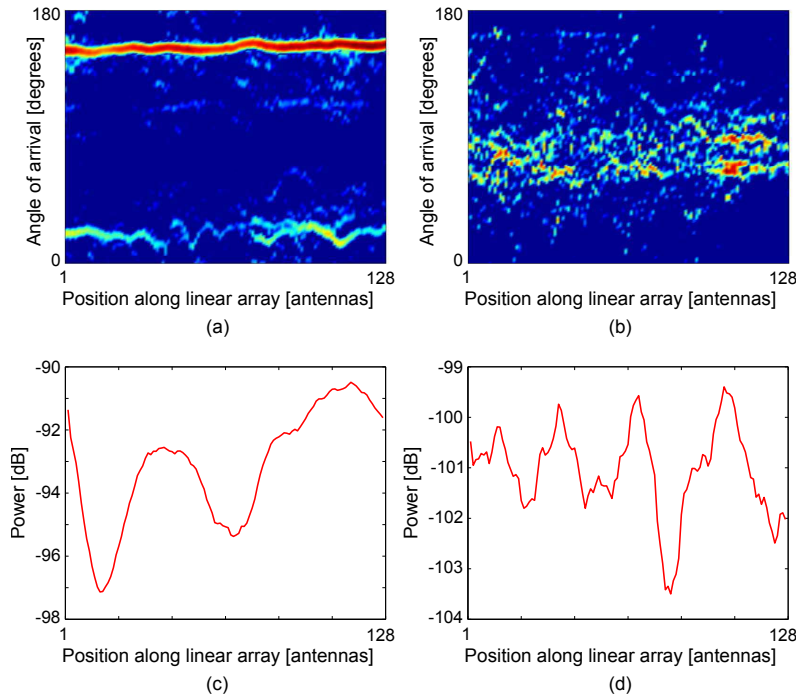 180
Angle of arrival [degrees]
0
1
128
Position along linear array [antennas]
(a)
180
Angle of arrival [degrees]
0
1
128
Position along linear array [antennas]
(b)
-90
-92
-94
-96
-98
Power [dB]
1
128
Position along linear array [antennas]
(c)
-99
-100
-101
-102
-103
-104
Power [dB]
1
128
Position along linear array [antennas]
(d)